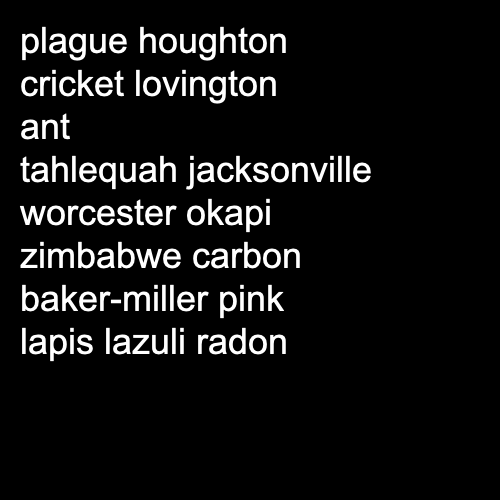 plague houghton
cricket lovington
ant
tahlequah jacksonville
worcester okapi
zimbabwe carbon
baker-miller pink
lapis lazuli radon